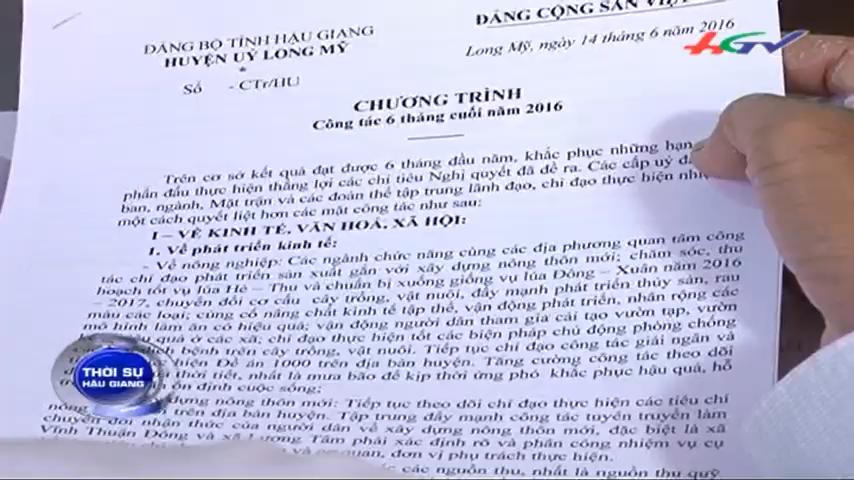 ĐẢNG BỘ TỈNH HẬU GIANG
HUYỆN UỶ LONG MỸ
*
Số - CTr/HU
ĐẢNG CỘNG SẢN VIỆT
Long Mỹ, ngày 14 tháng 6 năm 2016
HGTV
CHƯƠNG TRÌNH
Công tác 6 tháng cuối năm 2016
Trên cơ sở kết quả đạt được 6 tháng đầu năm, khắc phục những hạn
phấn đấu thực hiện thắng lợi các chỉ tiêu Nghị quyết đã đề ra. Các cấp uỷ
ban, ngành, Mặt trận và các đoàn thể tập trung lãnh đạo, chỉ đạo thực hiện
một cách quyết liệt hơn các mặt công tác như sau:
I – VỀ KINH TẾ, VĂN HOÁ, XÃ HỘI:
1. Về phát triển kinh tế:
- Về nông nghiệp: Các ngành chức năng cùng các địa phương quan tâm công
tác chỉ đạo phát triển sản xuất gắn với xây dựng nông thôn mới; chăm sóc, thu
hoạch tốt vụ lúa Hè – Thu và chuẩn bị xuống giống vụ lúa Đông – Xuân năm 2016
– 2017, chuyển đổi cơ cấu cây trồng, vật nuôi, đẩy mạnh phát triển thủy sản, rau
màu các loại; củng cố nâng chất kinh tế tập thể, vận động phát triển, nhân rộng các
mô hình làm ăn có hiệu quả; vận động người dân tham gia cải tạo vườn tạp, vườn
quả ở các xã; chỉ đạo thực hiện tốt các biện pháp chủ động phòng chống
bệnh trên cây trồng, vật nuôi. Tiếp tục chỉ đạo công tác giải ngân và
hiện Đề án 1000 trên địa bàn huyện. Tăng cường công tác theo dõi
thời tiết, nhất là mưa bão để kịp thời ứng phó khắc phục hậu quả, hỗ
ổn định cuộc sống;
THỜI SỰ
HẬU GIANG
dựng nông thôn mới: Tiếp tục theo dõi chỉ đạo thực hiện các tiêu chí
nông trên địa bàn huyện. Tập trung đẩy mạnh công tác tuyên truyền làm
chuyển đổi nhận thức của người dân về xây dựng nông thôn mới, đặc biệt là xã
Vĩnh Thuận Đông và xã Lương Tâm phải xác định rõ và phân công nhiệm vụ cụ
quan, đơn vị phụ trách thực hiện.
các nguồn thu, nhất là nguồn thu quỹ